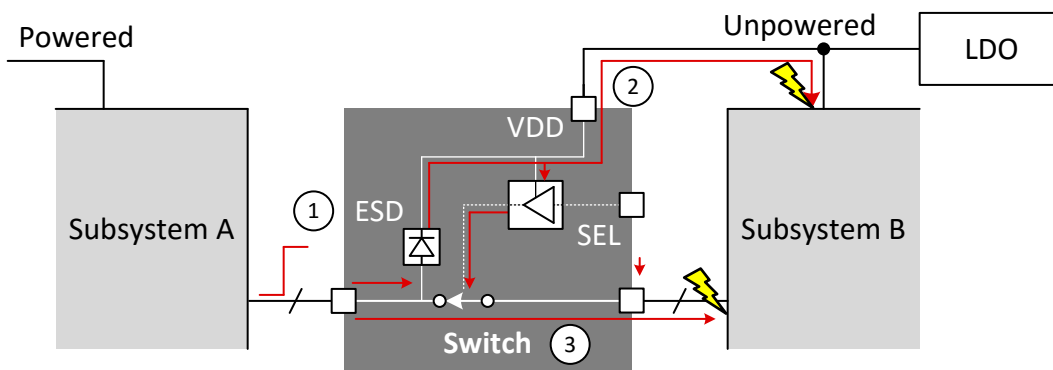 Powered
Unpowered
LDO
2
VDD
1
ESD
Subsystem A
SEL
Subsystem B
Switch
3